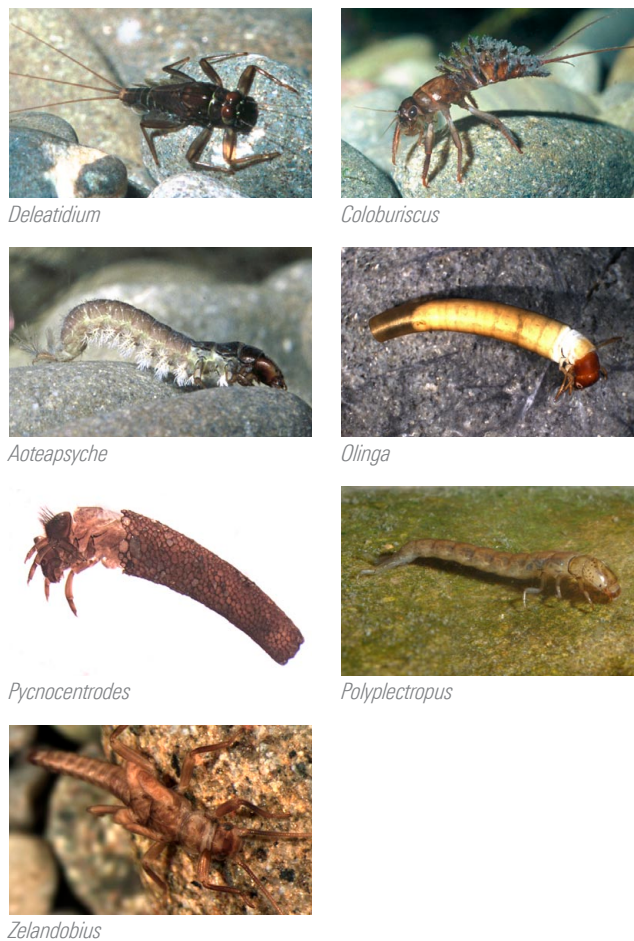 Deleatidium
Coloburiscus
Aoteapsyche
Olinga
Pycnocentrodes
Polyplectropus
Zelandobius